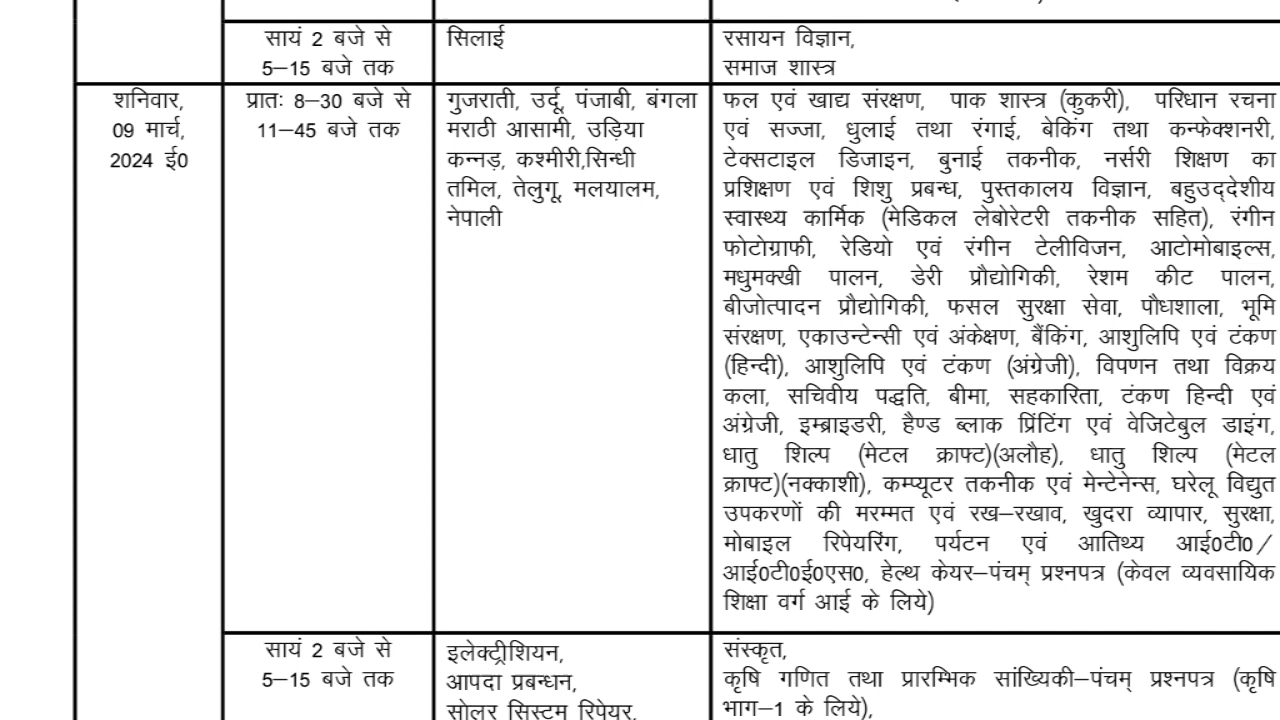 सायं 2 बजे से
5–15 बजे तक
सिलाई
रसायन विज्ञान,
समाज शास्त्र
शनिवार,
09 मार्च,
2024 ई0
प्रातः 8–30 बजे से
11–45 बजे तक
गुजराती, उर्दू, पंजाबी, बंगला
मराठी आसामी, उड़िया
कन्नड़, कश्मीरी,सिन्धी
तमिल, तेलुगू, मलयालम,
नेपाली
फल एवं खाद्य संरक्षण, पाक शास्त्र (कुकरी), परिधान रचना
एवं सज्जा, धुलाई तथा रंगाई, बेकिंग तथा कन्फेक्शनरी,
टेक्सटाइल डिजाइन, बुनाई तकनीक, नर्सरी शिक्षण का
प्रशिक्षण एवं शिशु प्रबन्ध, पुस्तकालय विज्ञान, बहुउद्देशीय
स्वास्थ्य कार्मिक (मेडिकल लेबोरेटरी तकनीक सहित), रंगीन
फोटोग्राफी, रेडियो एवं रंगीन टेलीविजन, आटोमोबाइल्स,
मधुमक्खी पालन, डेरी प्रौद्योगिकी, रेशम कीट पालन,
बीजोत्पादन प्रौद्योगिकी, फसल सुरक्षा सेवा, पौधशाला, भूमि
संरक्षण, एकाउन्टेन्सी एवं अंकेक्षण, बैंकिंग, आशुलिपि एवं टंकण
(हिन्दी), आशुलिपि एवं टंकण (अंग्रेजी), विपणन तथा विक्रय
कला, सचिवीय पद्धति, बीमा, सहकारिता, टंकण हिन्दी एवं
अंग्रेजी, इम्ब्राइडरी, हैण्ड ब्लाक प्रिंटिंग एवं वेजिटेबुल डाइंग,
धातु शिल्प (मेटल क्राफ्ट)(अलौह), धातु शिल्प (मेटल
क्राफ्ट)(नक्काशी), कम्प्यूटर तकनीक एवं मेन्टेनेन्स, घरेलू विद्युत
उपकरणों की मरम्मत एवं रख–रखाव, खुदरा व्यापार, सुरक्षा,
मोबाइल रिपेयरिंग, पर्यटन एवं आतिथ्य आई0टी0/
आई0टी0ई0एस0, हेल्थ केयर–पंचम् प्रश्नपत्र (केवल व्यवसायिक
शिक्षा वर्ग आई के लिये)
सायं 2 बजे से
5–15 बजे तक
इलेक्ट्रीशियन,
आपदा प्रबन्धन,
सोलर सिस्टम रिपेयर,
संस्कृत,
कृषि गणित तथा प्रारम्भिक सांख्यिकी–पंचम् प्रश्नपत्र (कृषि
भाग–1 के लिये),